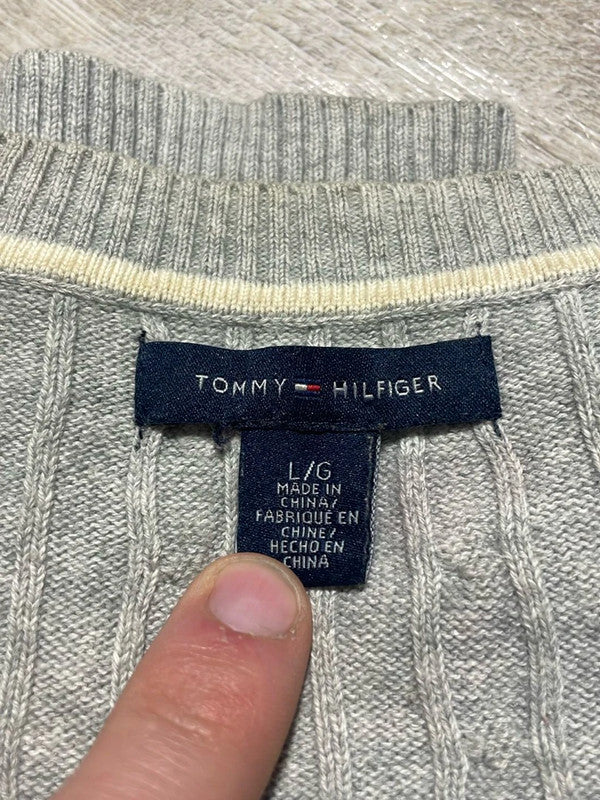 TOMMY HILFIGER
L/G
MADE IN
CHINA/
FABRIQUÉ EN
CHINE/
HECHO EN
CHINA